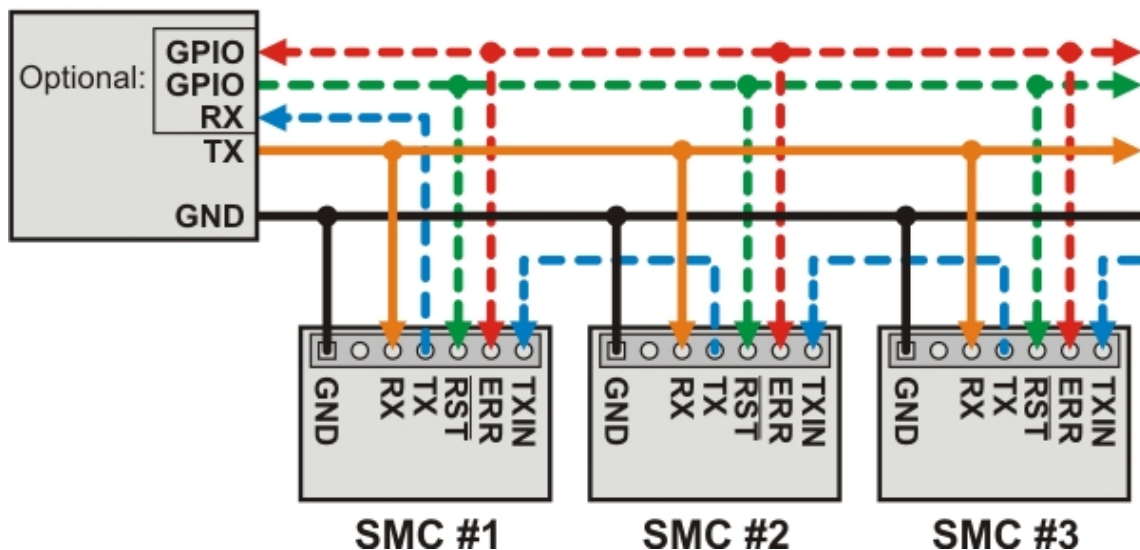 Optional:
GPIO
GPIO
RX
TX
GND
GND
RX
TX
RST
ERR
TXIN
GND
RX
TX
RST
ERR
TXIN
GND
RX
TX
RST
ERR
TXIN
SMC #1
SMC #2
SMC #3